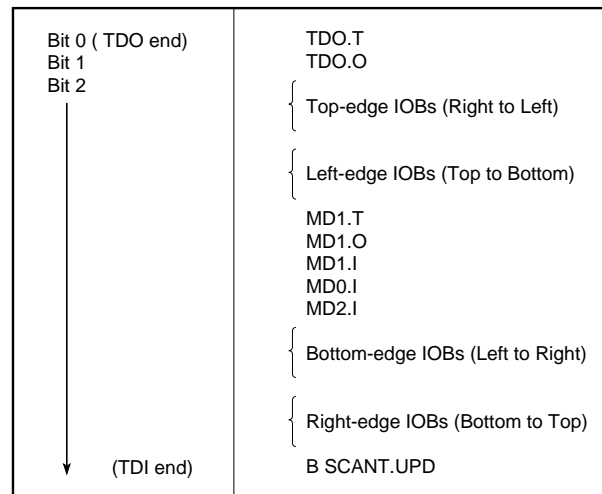 Bit 0 ( TDO end)
Bit 1
Bit 2
(TDI end)
TDO.T
TDO.O
Top-edge IOBs (Right to Left)
Left-edge IOBs (Top to Bottom)
MD1.T
MD1.O
MD1.I
MD0.I
MD2.I
Bottom-edge IOBs (Left to Right)
Right-edge IOBs (Bottom to Top)
B SCANT.UPD